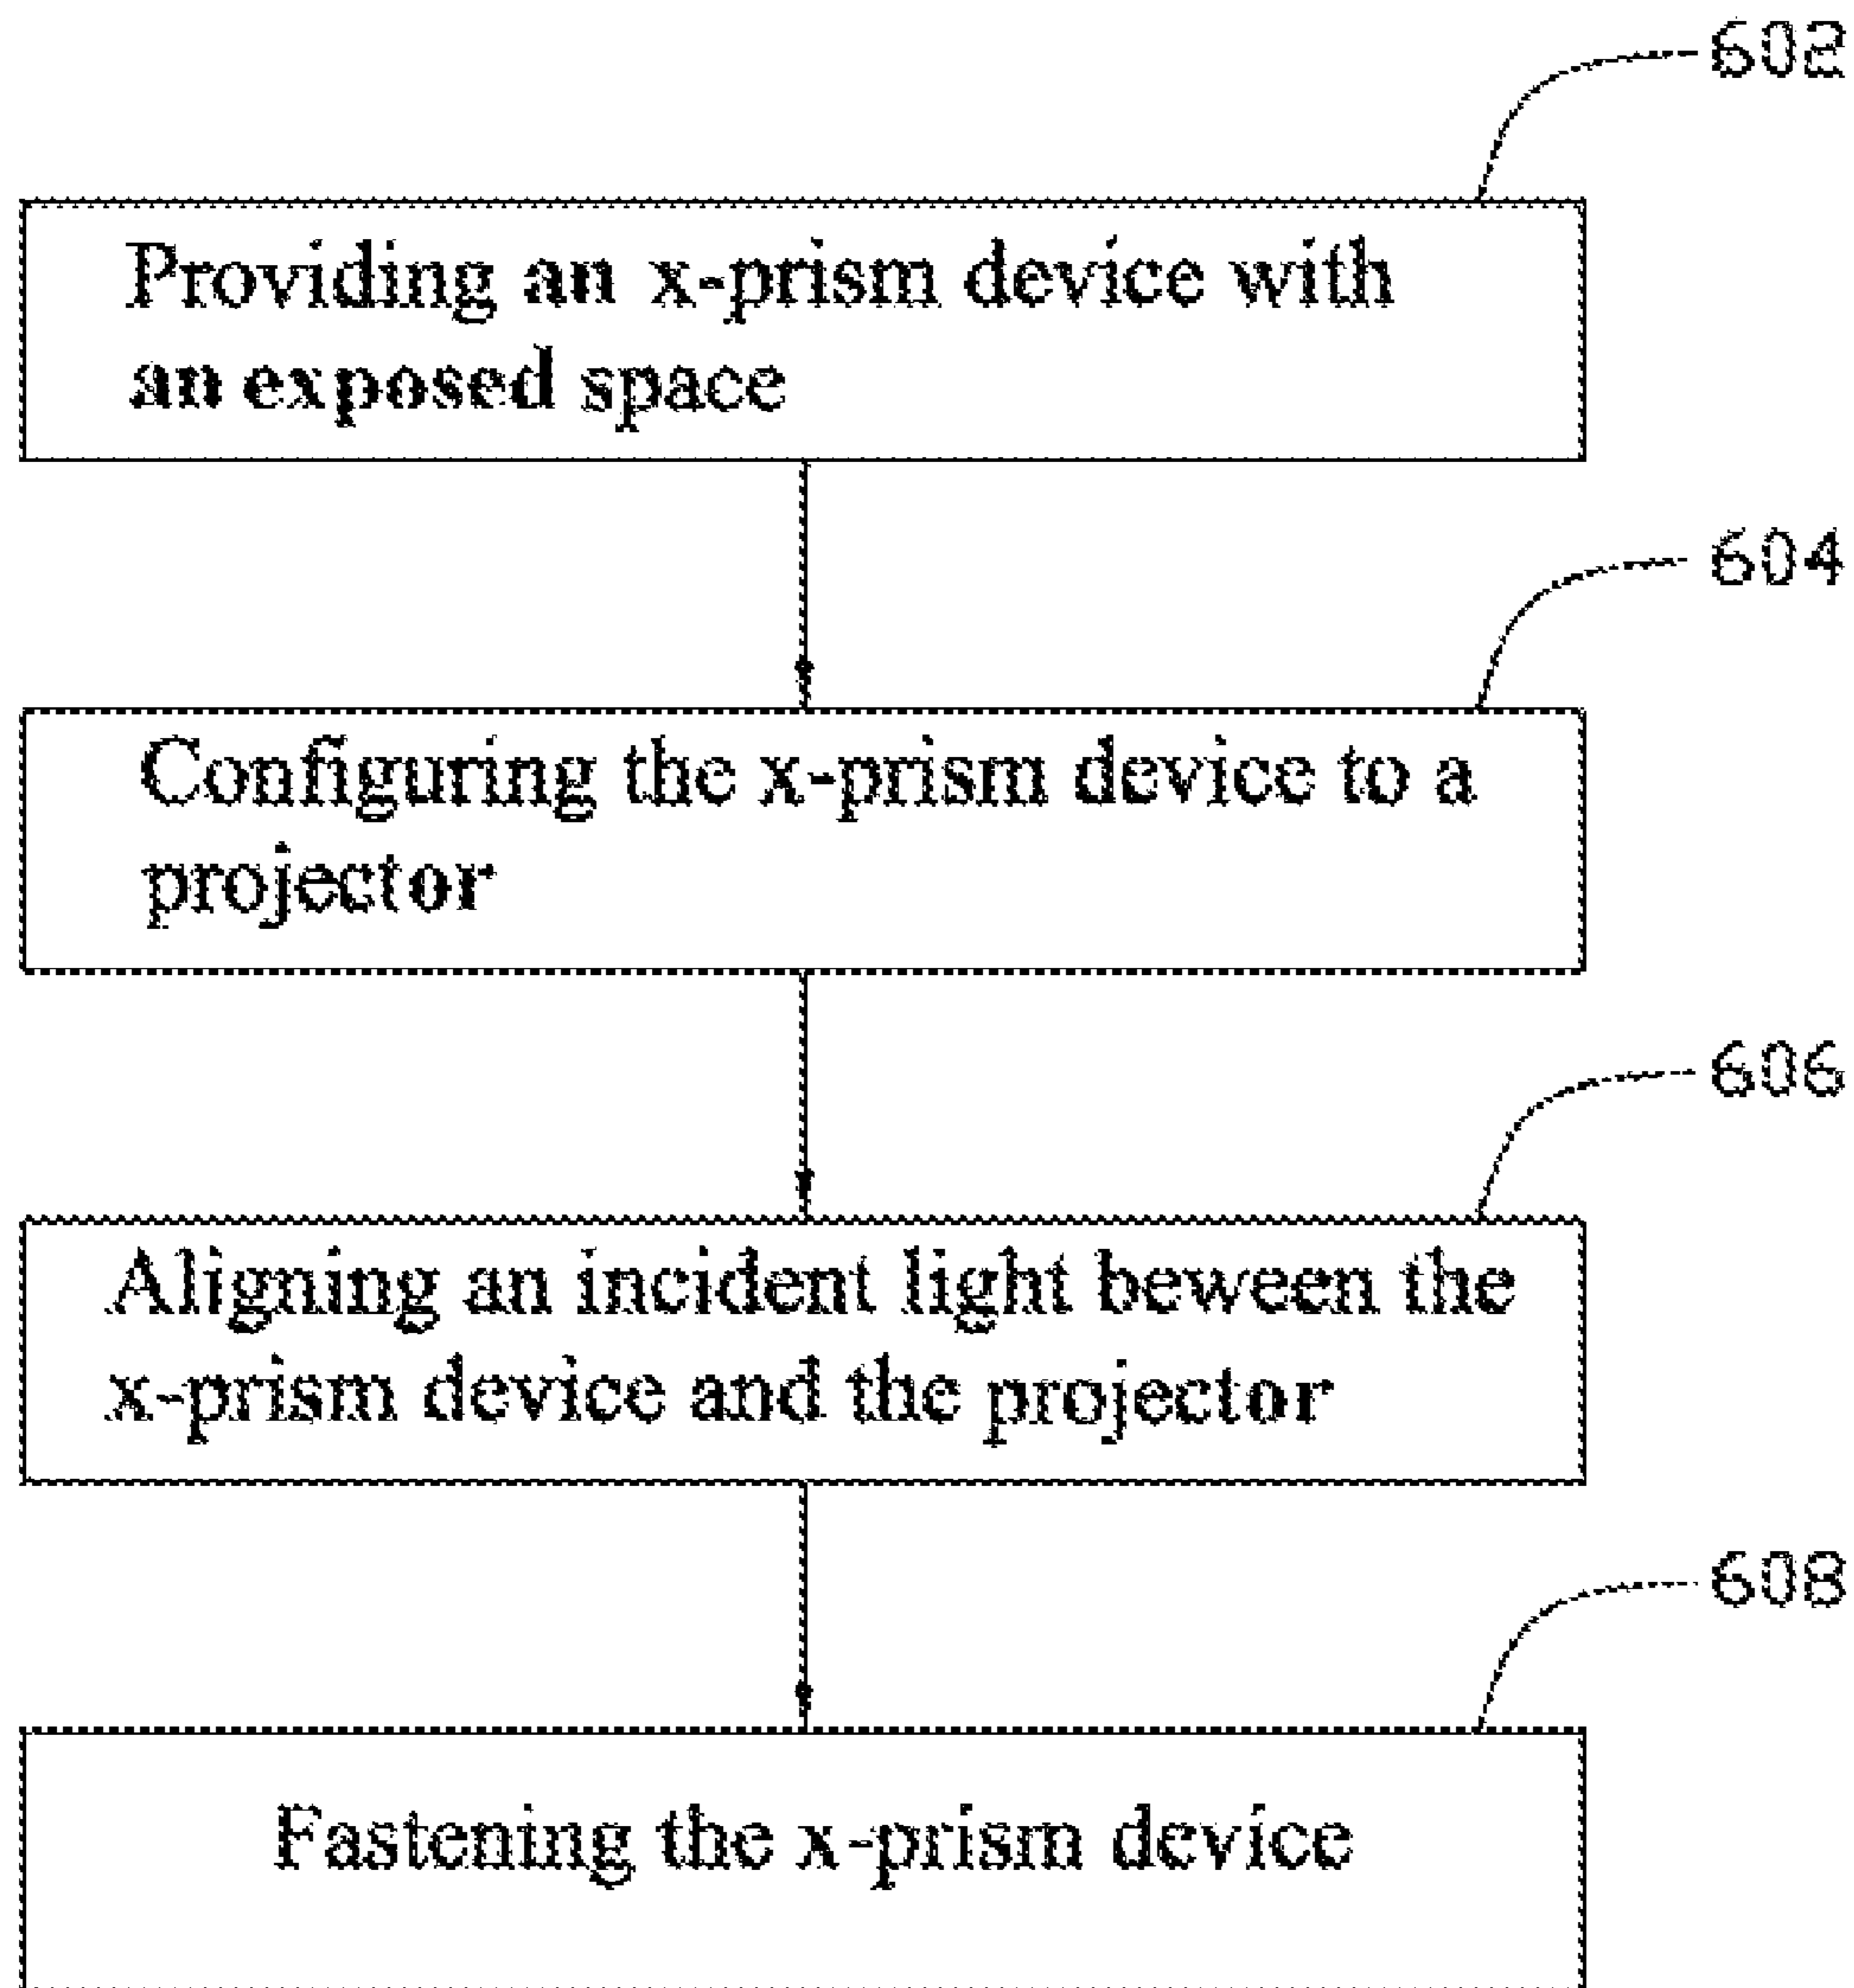 602
Providing an x-prism device with
an exposed space
604
Configuring the x-prism device to a
projector
606
Aligning an incident light beween the
x-prism device and the projector
608
Fastening the x-prism device